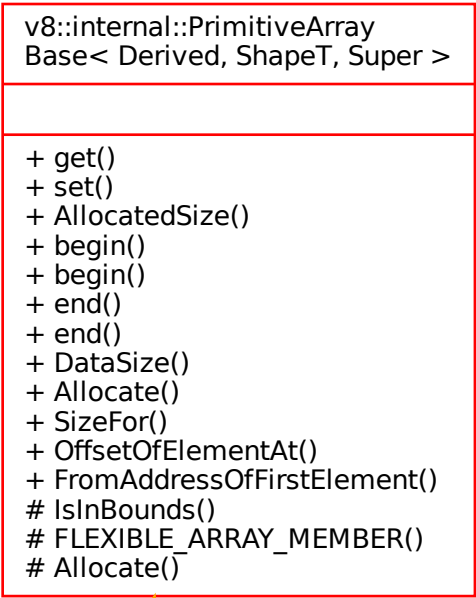 v8::internal::PrimitiveArray
Base< Derived, ShapeT, Super >
+ get()
+ set()
+ AllocatedSize()
+ begin()
+ begin()
+ end()
+ end()
+ DataSize()
+ Allocate()
+ SizeFor()
+ OffsetOfElementAt()
+ FromAddressOfFirstElement()
# IsInBounds()
# FLEXIBLE_ARRAY_MEMBER()
# Allocate()